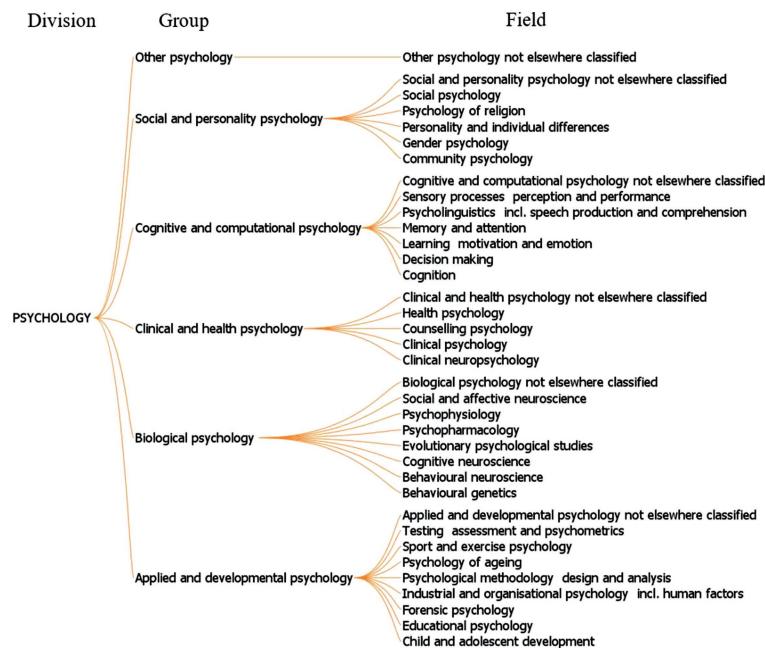 Division Group Field
Other psychology
Other psychology not elsewhere classified
Social and personality psychology
Social and personality psychology not elsewhere classified
Social psychology
Psychology of religion
Personality and individual differences
Gender psychology
Community psychology
Cognitive and computational psychology
Cognitive and computational psychology not elsewhere classified
Sensory processes perception and performance
Psycholinguistics incl. speech production and comprehension
Memory and attention
Learning motivation and emotion
Decision making
Cognition
PSYCHOLOGY
Clinical and health psychology
Clinical and health psychology not elsewhere classified
Health psychology
Counselling psychology
Clinical psychology
Clinical neuropsychology
Biological psychology
Biological psychology not elsewhere classified
Social and affective neuroscience
Psychophysiology
Psychopharmacology
Evolutionary psychological studies
Cognitive neuroscience
Behavioural neuroscience
Behavioural genetics
Applied and developmental psychology
Applied and developmental psychology not elsewhere classified
Testing assessment and psychometrics
Sport and exercise psychology
Psychology of ageing
Psychological methodology design and analysis
Industrial and organisational psychology incl. human factors
Forensic psychology
Educational psychology
Child and adolescent development